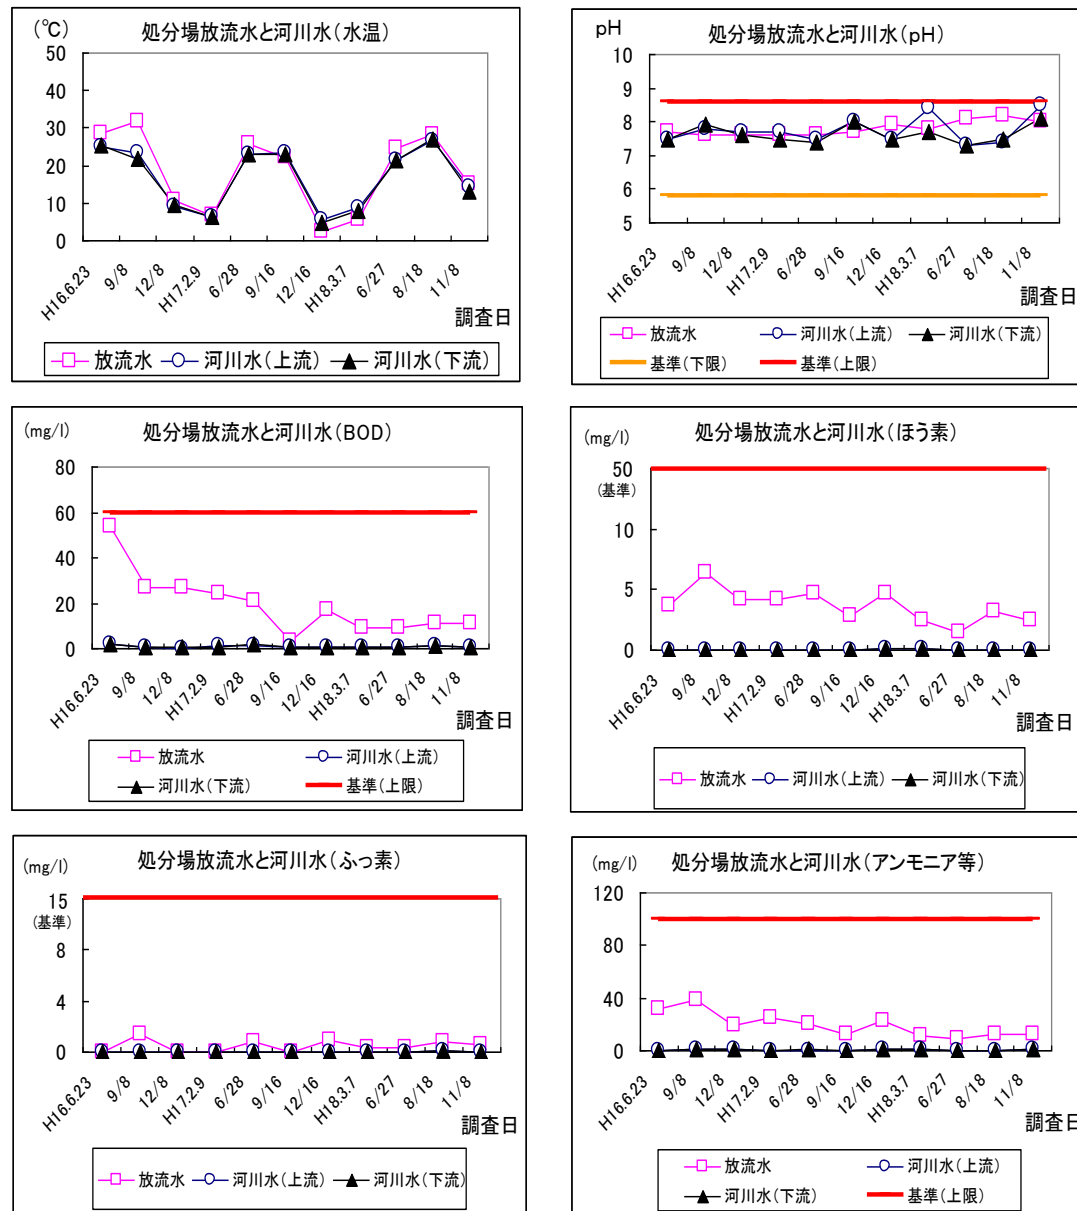 (℃)
処分場放流水と河川水(水温)
50
40
30
20
10
0
H16.6.23
9/8
12/8
H17.2.9
6/28
9/16
12/16
H18.3.7
6/27
8/18
11/8
調査日
放流水 河川水(上流) 河川水(下流)
pH
処分場放流水と河川水(pH)
10
9
8
7
6
5
H16.6.23
9/8
12/8
H17.2.9
6/28
9/16
12/16
H18.3.7
6/27
8/18
11/8
調査日
放流水 河川水(上流) 河川水(下流)
基準(下限) 基準(上限)
(mg/l)
処分場放流水と河川水(BOD)
80
60
40
20
0
H16.6.23
9/8
12/8
H17.2.9
6/28
9/16
12/16
H18.3.7
6/27
8/18
11/8
調査日
放流水 河川水(上流)
河川水(下流) 基準(上限)
(mg/l)
処分場放流水と河川水(ほう素)
50
(基準)
10
5
0
H16.6.23
9/8
12/8
H17.2.9
6/28
9/16
12/16
H18.3.7
6/27
8/18
11/8
調査日
放流水 河川水(上流) 河川水(下流)
(mg/l)
処分場放流水と河川水(ふっ素)
15
(基準)
8
4
0
H16.6.23
9/8
12/8
H17.2.9
6/28
9/16
12/16
H18.3.7
6/27
8/18
11/8
調査日
放流水 河川水(上流) 河川水(下流)
(mg/l)
処分場放流水と河川水(アンモニア等)
120
80
40
0
H16.6.23
9/8
12/8
H17.2.9
6/28
9/16
12/16
H18.3.7
6/27
8/18
11/8
調査日
放流水 河川水(上流)
河川水(下流) 基準(上限)